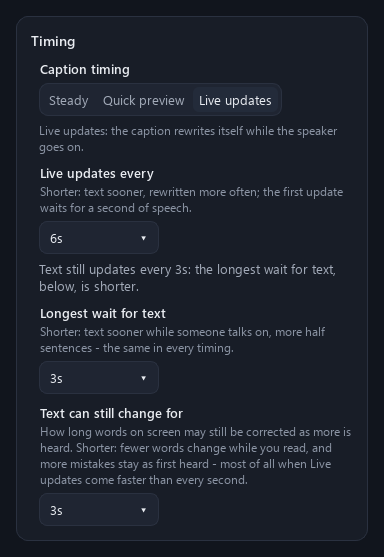 Timing
Caption timing
Steady Quick preview Live updates
Live updates: the caption rewrites itself while the speaker
goes on.
Live updates every
Shorter: text sooner, rewritten more often; the first update
waits for a second of speech.
6s
Text still updates every 3s: the longest wait for text,
below, is shorter.
Longest wait for text
Shorter: text sooner while someone talks on, more half
sentences - the same in every timing.
3s
Text can still change for
How long words on screen may still be corrected as more is
heard. Shorter: fewer words change while you read, and
more mistakes stay as first heard - most of all when Live
updates come faster than every second.
3s